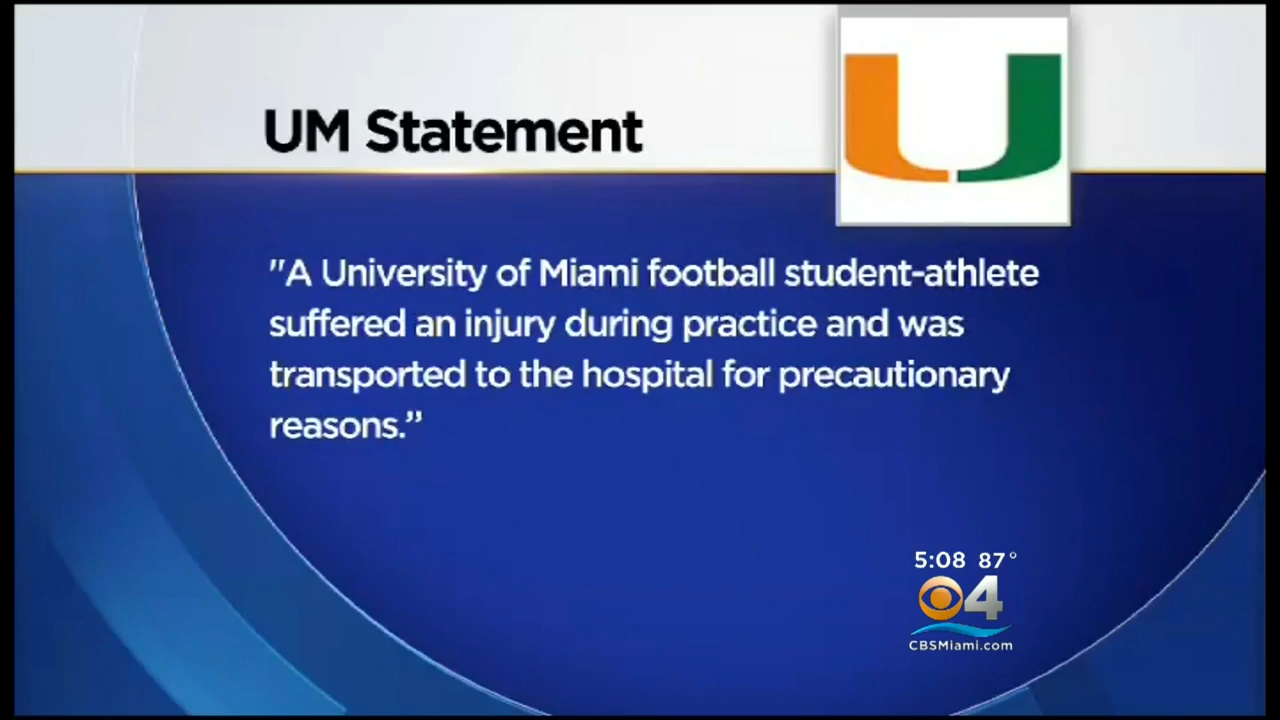 UM Statement
"A University of Miami football student-athlete
suffered an injury during practice and was
transported to the hospital for precautionary
reasons.”
5:08 87°
4
CBSMiami.com